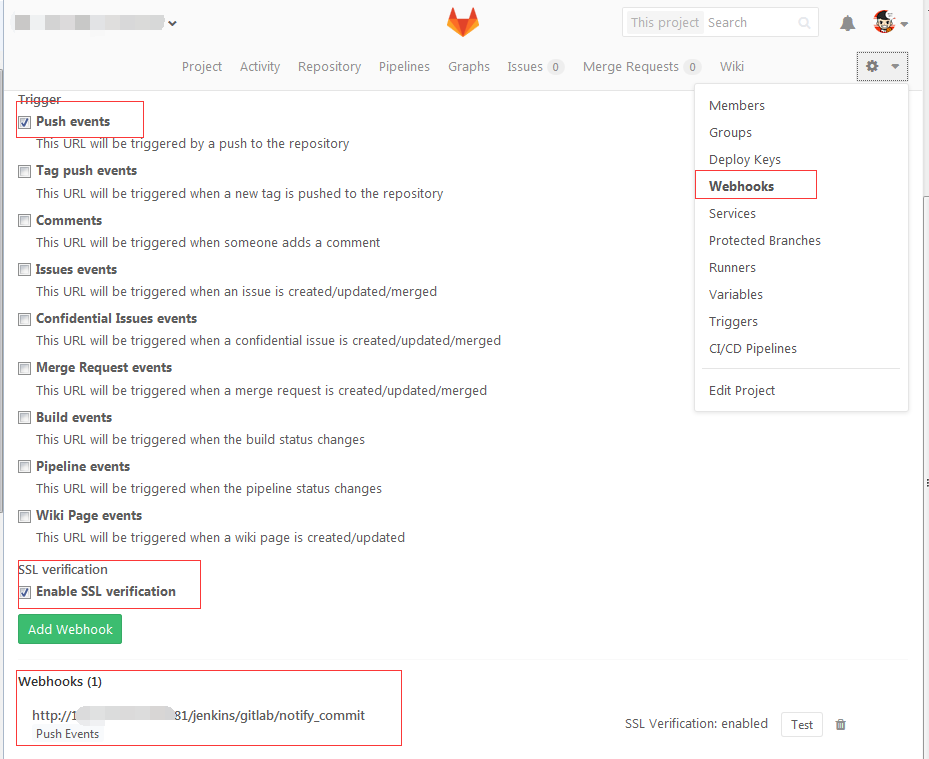 This project Search
Project Activity Repository Pipelines Graphs Issues 0 Merge Requests 0 Wiki
Members
Groups
Deploy Keys
Webhooks
Services
Protected Branches
Runners
Variables
Triggers
CI/CD Pipelines
Edit Project
Trigger
Push events
This URL will be triggered by a push to the repository
Tag push events
This URL will be triggered when a new tag is pushed to the repository
Comments
This URL will be triggered when someone adds a comment
Issues events
This URL will be triggered when an issue is created/updated/merged
Confidential Issues events
This URL will be triggered when a confidential issue is created/updated/merged
Merge Request events
This URL will be triggered when a merge request is created/updated/merged
Build events
This URL will be triggered when the build status changes
Pipeline events
This URL will be triggered when the pipeline status changes
Wiki Page events
This URL will be triggered when a wiki page is created/updated
SSL verification
Enable SSL verification
Add Webhook
Webhooks (1)
http://1 81/jenkins/gitlab/notify_commit
Push Events
SSL Verification: enabled Test